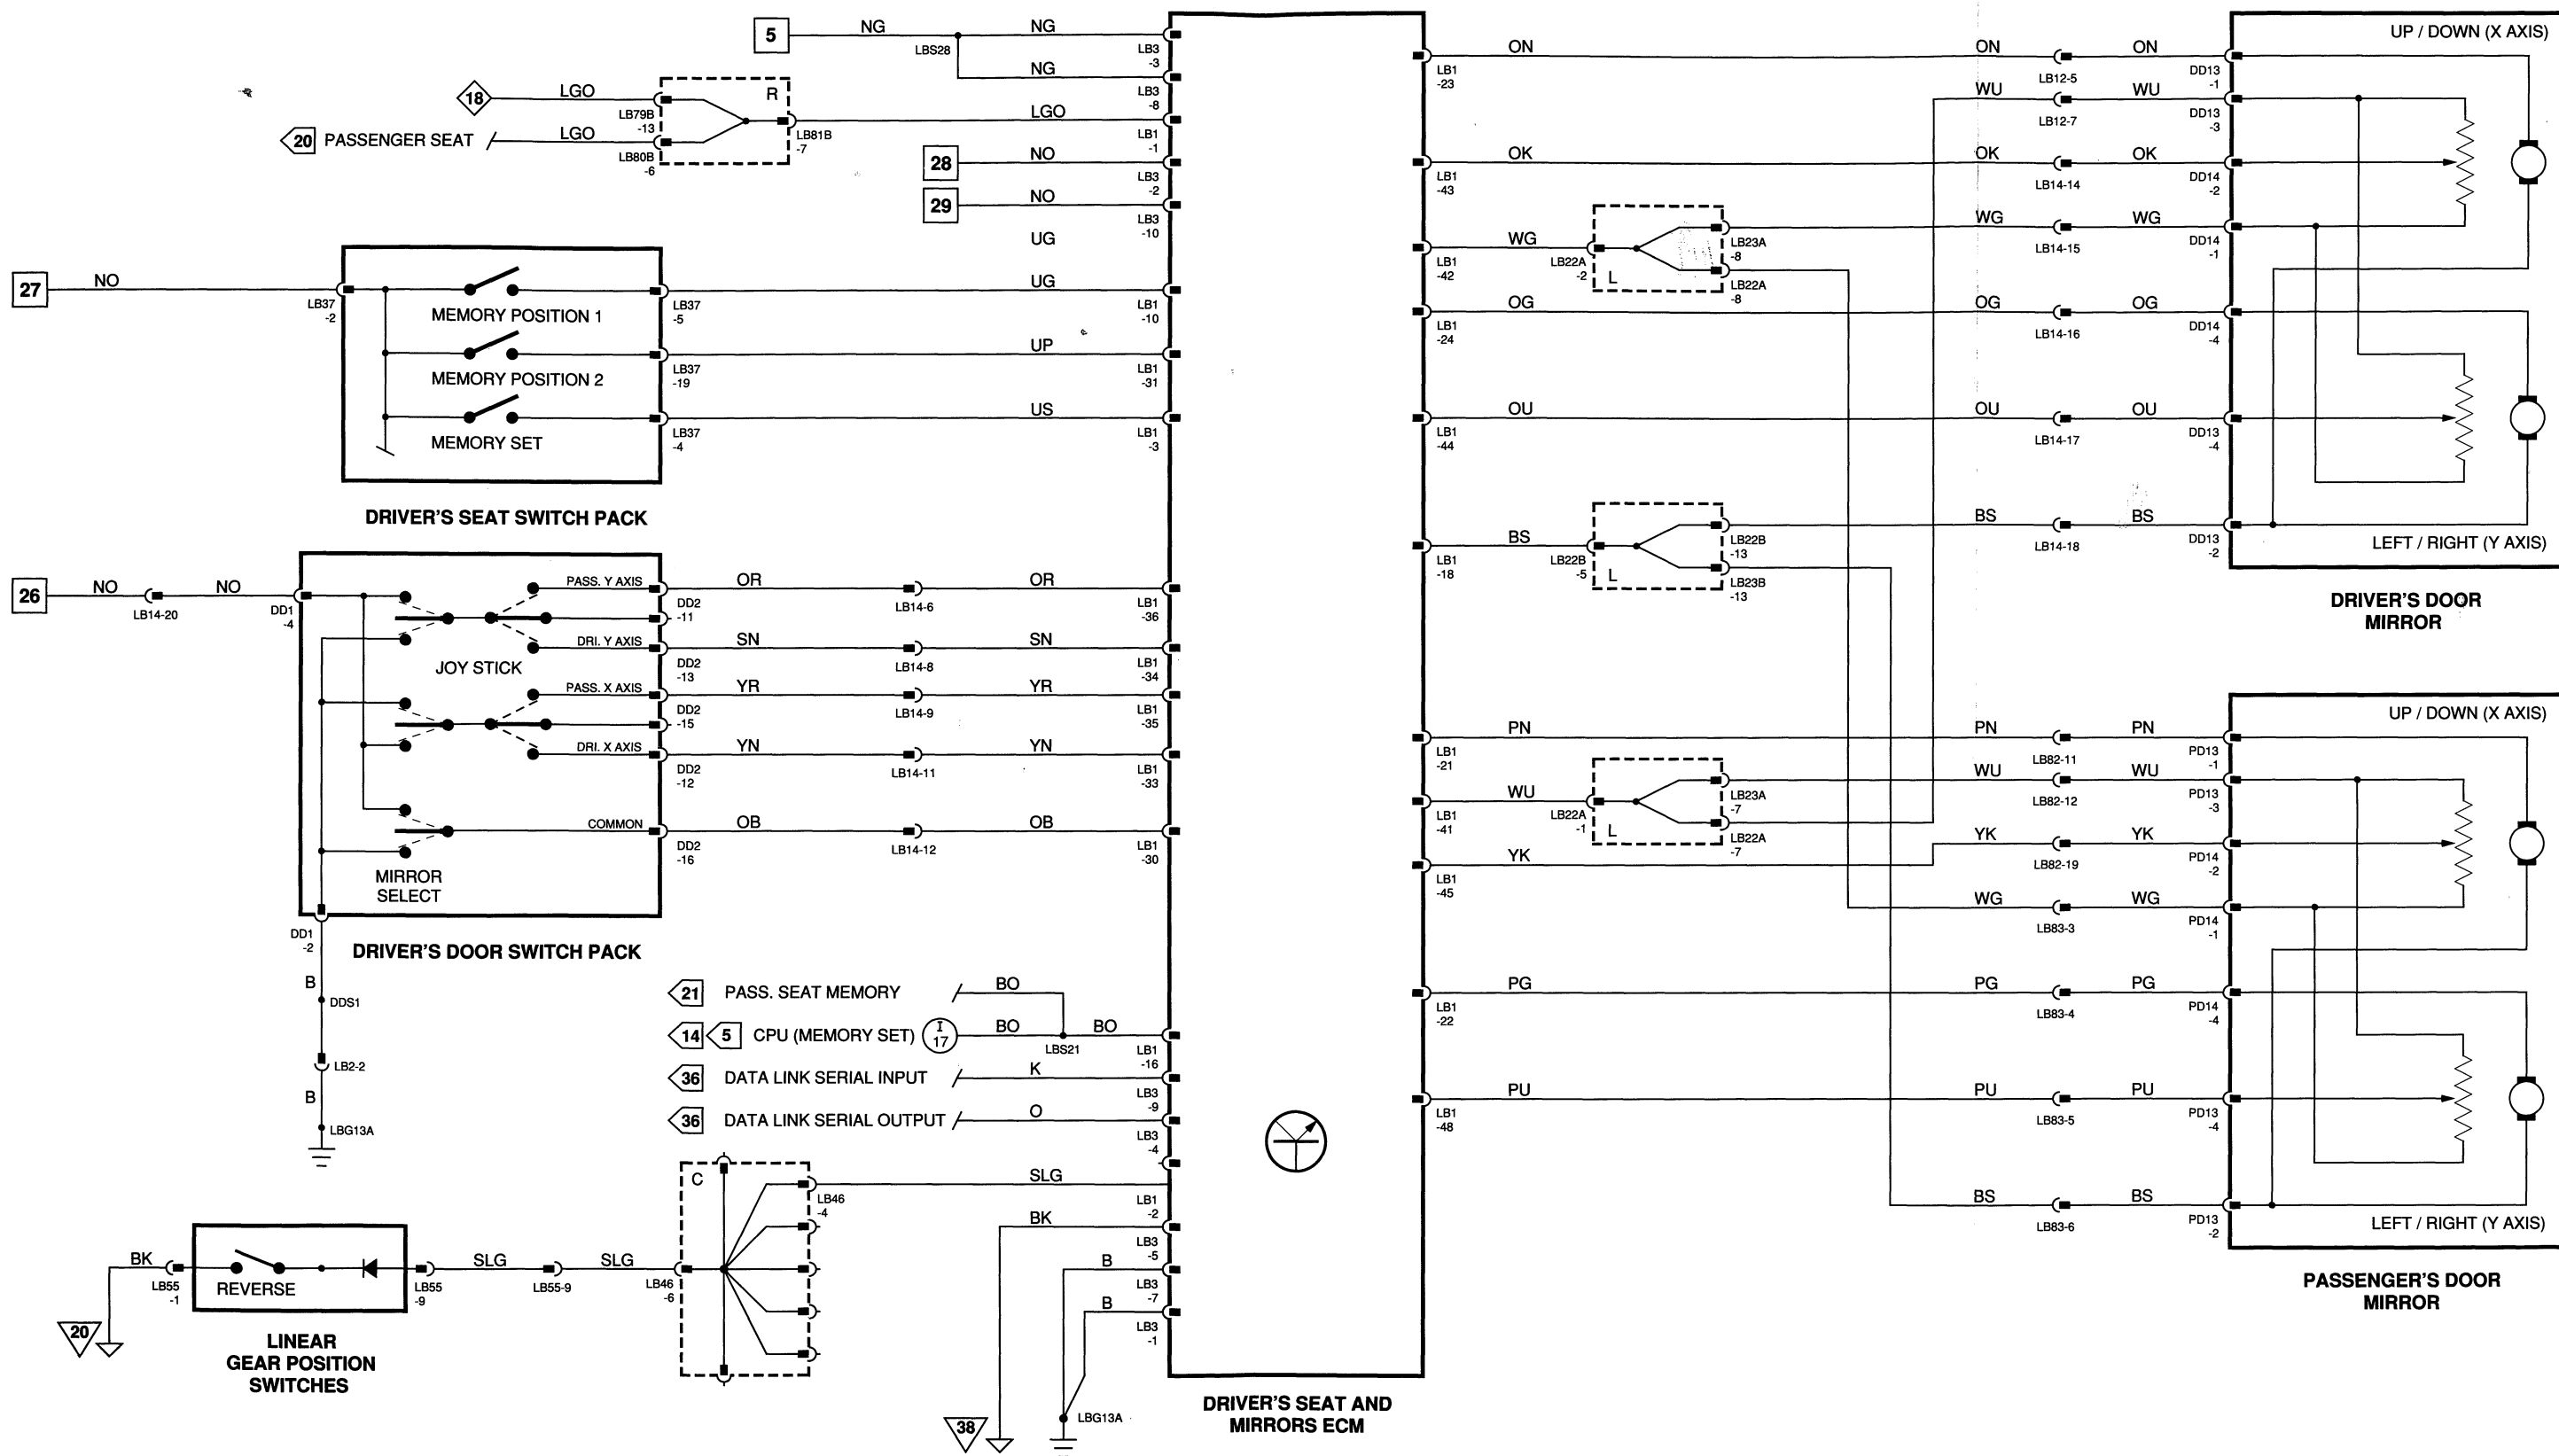 5 NG NG
LBS28 LB3
-3
NG
LB3
-8
18 LGO R
LB79B
-13
LGO
LB81B
-7
LB1
-1
20 PASSENGER SEAT LGO
LB80B
-6
28 NO
LB3
-2
29 NO
LB3
-10
UG
27 NO
LB37
-2
MEMORY POSITION 1
LB37
-5
UG
LB1
-10
MEMORY POSITION 2
LB37
-19
UP
LB1
-31
MEMORY SET
LB37
-4
US
LB1
-3
DRIVER'S SEAT SWITCH PACK
26 NO NO
LB14-20
DD1
-4
PASS. Y AXIS OR OR
DD2
-11
LB14-6
LB1
-36
DRI. Y AXIS SN SN
JOY STICK
DD2
-13
LB14-8
LB1
-34
PASS. X AXIS YR YR
DD2
-15
LB14-9
LB1
-35
DRI. X AXIS YN YN
DD2
-12
LB14-11
LB1
-33
COMMON OB OB
DD2
-16
LB14-12
LB1
-30
MIRROR
SELECT
DD1
-2
DRIVER'S DOOR SWITCH PACK
B
DDS1
LB2-2
B
LBG13A
21 PASS. SEAT MEMORY BO
14 5 CPU (MEMORY SET) I
17 BO BO
LBS21
LB1
-16
36 DATA LINK SERIAL INPUT K
LB3
-9
36 DATA LINK SERIAL OUTPUT O
LB3
-4
C
LB46
-4
SLG
LB1
-2
BK
LB3
-5
B
LB3
-7
B
LB3
-1
BK
LB55
-1
REVERSE
LB55
-9
SLG
LB55-9
SLG
LB46
-6
20
LINEAR
GEAR POSITION
SWITCHES
38
LBG13A
DRIVER'S SEAT AND
MIRRORS ECM
ON ON ON
LB1
-23
LB12-5
DD13
-1
WU WU
LB12-7
DD13
-3
OK OK OK
LB1
-43
LB14-14
DD14
-2
WG
LB1
-42
LB22A
-2
L
LB23A
-8
LB22A
-8
WG WG
LB14-15
DD14
-1
OG OG OG
LB1
-24
LB14-16
DD14
-4
OU OU OU
LB1
-44
LB14-17
DD13
-4
BS
LB1
-18
LB22B
-5
L
LB22B
-13
LB23B
-13
BS BS
LB14-18
DD13
-2
UP / DOWN (X AXIS)
LEFT / RIGHT (Y AXIS)
DRIVER'S DOOR
MIRROR
PN PN PN
LB1
-21
LB82-11
PD13
-1
WU
LB1
-41
LB22A
-1
L
LB23A
-7
LB22A
-7
WU WU
LB82-12
PD13
-3
YK YK YK
LB1
-45
LB82-19
PD14
-2
WG WG
LB83-3
PD14
-1
PG PG PG
LB1
-22
LB83-4
PD14
-4
PU PU PU
LB1
-48
LB83-5
PD13
-4
BS BS
LB83-6
PD13
-2
UP / DOWN (X AXIS)
LEFT / RIGHT (Y AXIS)
PASSENGER'S DOOR
MIRROR